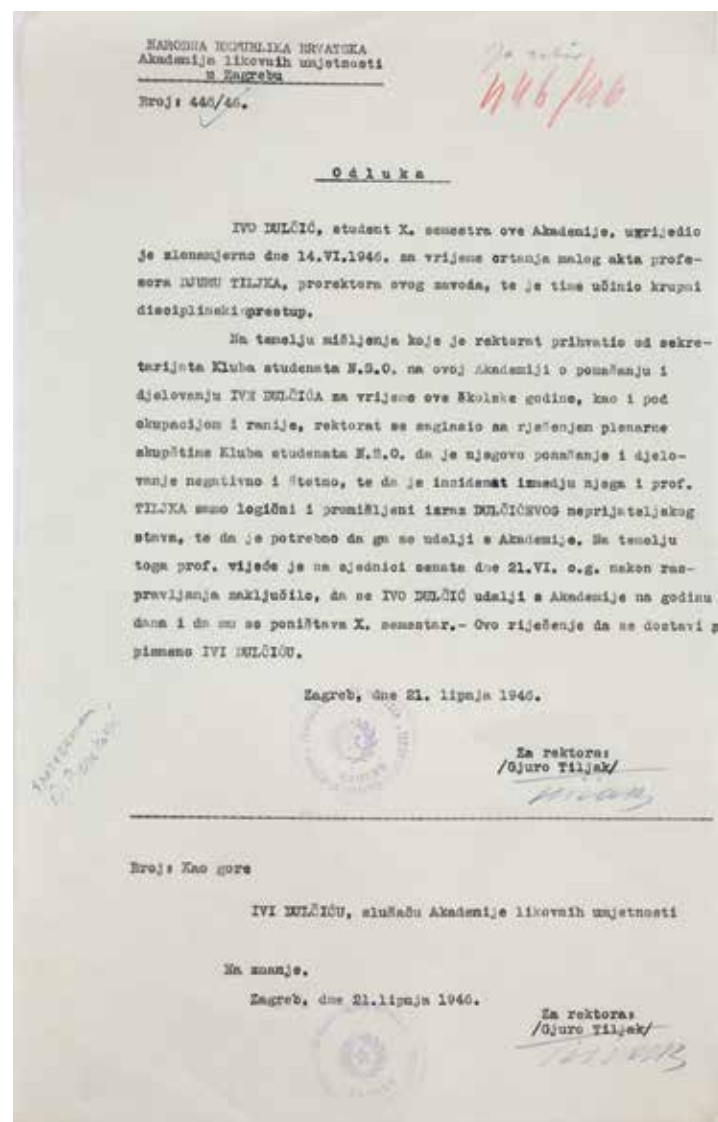 NARODNA REPUBLIKA HRVATSKA
Akademija likovnih umjetnosti
u Zagrebu
Broj: 446/46.
446/46
Odluka
IVO DULČIĆ, student X. semestra ove Akademije, uvrijedio
je zlonamjerno dne 14.VI.1946. za vrijeme crtanja malog akta profe-
sora DJURU TILJKA, prorektora ovog zavoda, te je time učinio krupni
disciplinski prestup.
Na temelju mišljenja koje je rektorat prihvatio od sekre-
tarijata Kluba studenata N.S.O. na ovoj Akademiji o ponašanju i
djelovanju IVE DULČIĆA za vrijeme ove školske godine, kao i pod
okupacijom i ranije, rektorat se saglasio sa rješenjem plenarne
skupštine Kluba studenata N.S.O. da je njegovo ponašanje i djelo-
vanje negativno i štetno, te da je insidenat izmedju njega i prof.
TILJKA samo logični i promišljeni izraz DULČIĆEVOG neprijateljskog
stava, te da je potrebno da ga se udalji s Akademije. Na temelju
toga prof. vijeće je na sjednici senata dne 21.VI. o.g. nakon ras-
pravljanja zaključilo, da se IVO DULČIĆ udalji s Akademije na godinu
dana i da mu se poništava X. semestar.- Ovo riješenje da se dostavi p
pismeno IVI DULČIĆU.
Zagreb, dne 21. lipnja 1946.
Za rektora:
/Gjuro Tiljak/
Broj: Kao gore
IVI DULČIĆU, slušaču Akademije likovnih umjetnosti
Na znanje.
Zagreb, dne 21.lipnja 1946.
Za rektora:
/Gjuro Tiljak/